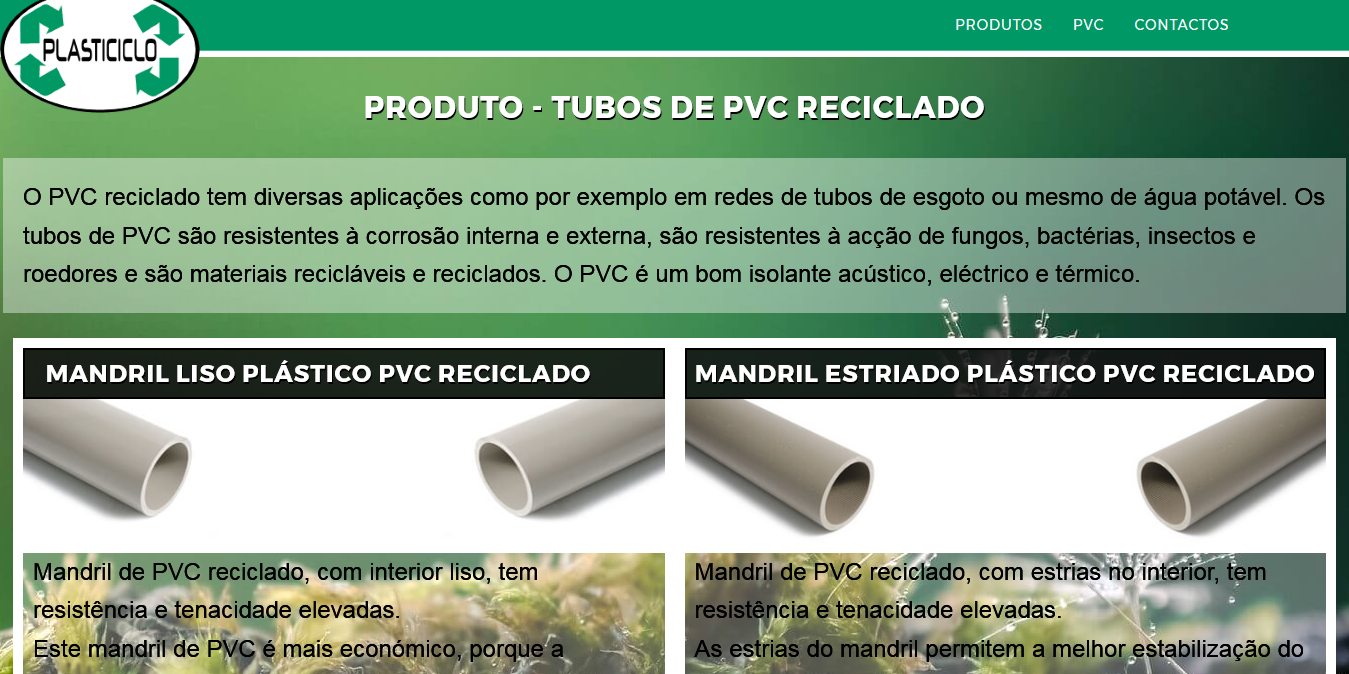 PLASTICICLO
PRODUTOS PVC CONTACTOS
PRODUTO - TUBOS DE PVC RECICLADO
O PVC reciclado tem diversas aplicações como por exemplo em redes de tubos de esgoto ou mesmo de água potável. Os
tubos de PVC são resistentes à corrosão interna e externa, são resistentes à acção de fungos, bactérias, insectos e
roedores e são materiais recicláveis e reciclados. O PVC é um bom isolante acústico, eléctrico e térmico.
MANDRIL LISO PLÁSTICO PVC RECICLADO
Mandril de PVC reciclado, com interior liso, tem
resistência e tenacidade elevadas.
Este mandril de PVC é mais económico, porque a
MANDRIL ESTRIADO PLÁSTICO PVC RECICLADO
Mandril de PVC reciclado, com estrias no interior, tem
resistência e tenacidade elevadas.
As estrias do mandril permitem a melhor estabilização do